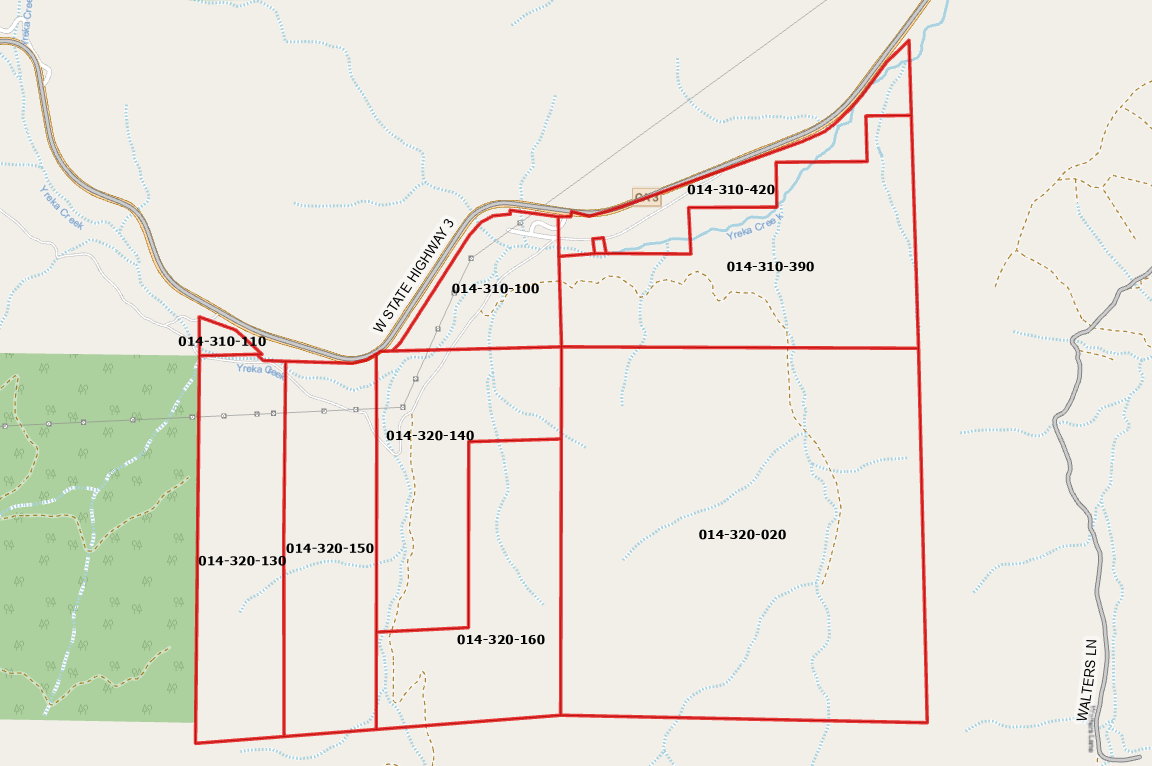 Yreka Creek
Yreka Creek
W STATE HIGHWAY 3
014-310-420
Yreka Creek
014-310-390
014-310-100
014-310-110
Yreka Creek
014-320-140
014-320-020
014-320-150
014-320-130
014-320-160
WALTERS LN